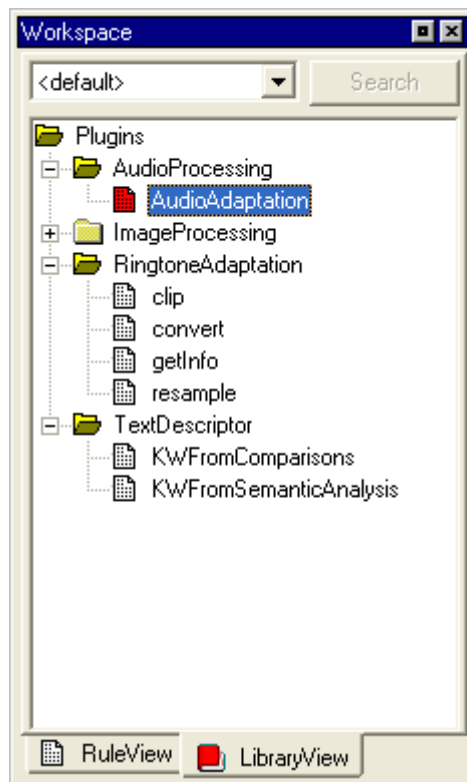 Workspace
<default>
Search
Plugins
AudioProcessing
AudioAdaptation
ImageProcessing
RingtoneAdaptation
clip
convert
getInfo
resample
TextDescriptor
KWFromComparisons
KWFromSemanticAnalysis
RuleView
LibraryView